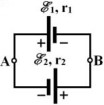 ℰ₁, r₁
+ −
A B
ℰ₂, r₂
− +